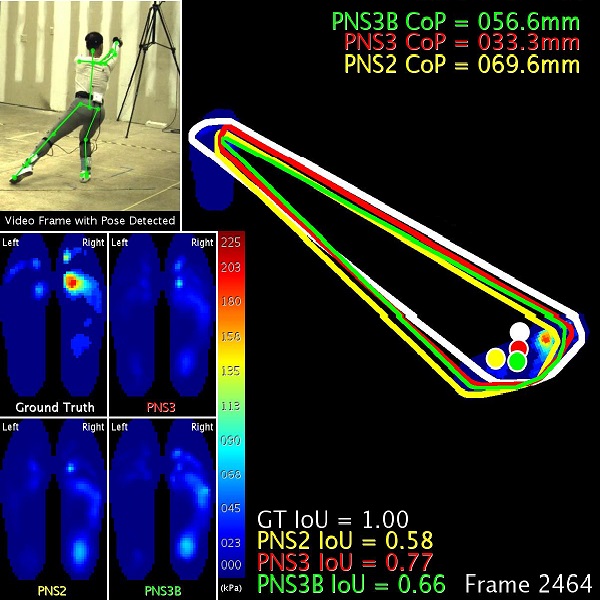 PNS3B CoP = 056.6mm
PNS3 CoP = 033.3mm
PNS2 CoP = 069.6mm
Video Frame with Pose Detected
Left Right
Left Right
225
203
180
158
135
113
090
068
045
023
000
(kPa)
Ground Truth
PNS3
Left Right
Left Right
PNS2
PNS3B
GT IoU = 1.00
PNS2 IoU = 0.58
PNS3 IoU = 0.77
PNS3B IoU = 0.66
Frame 2464